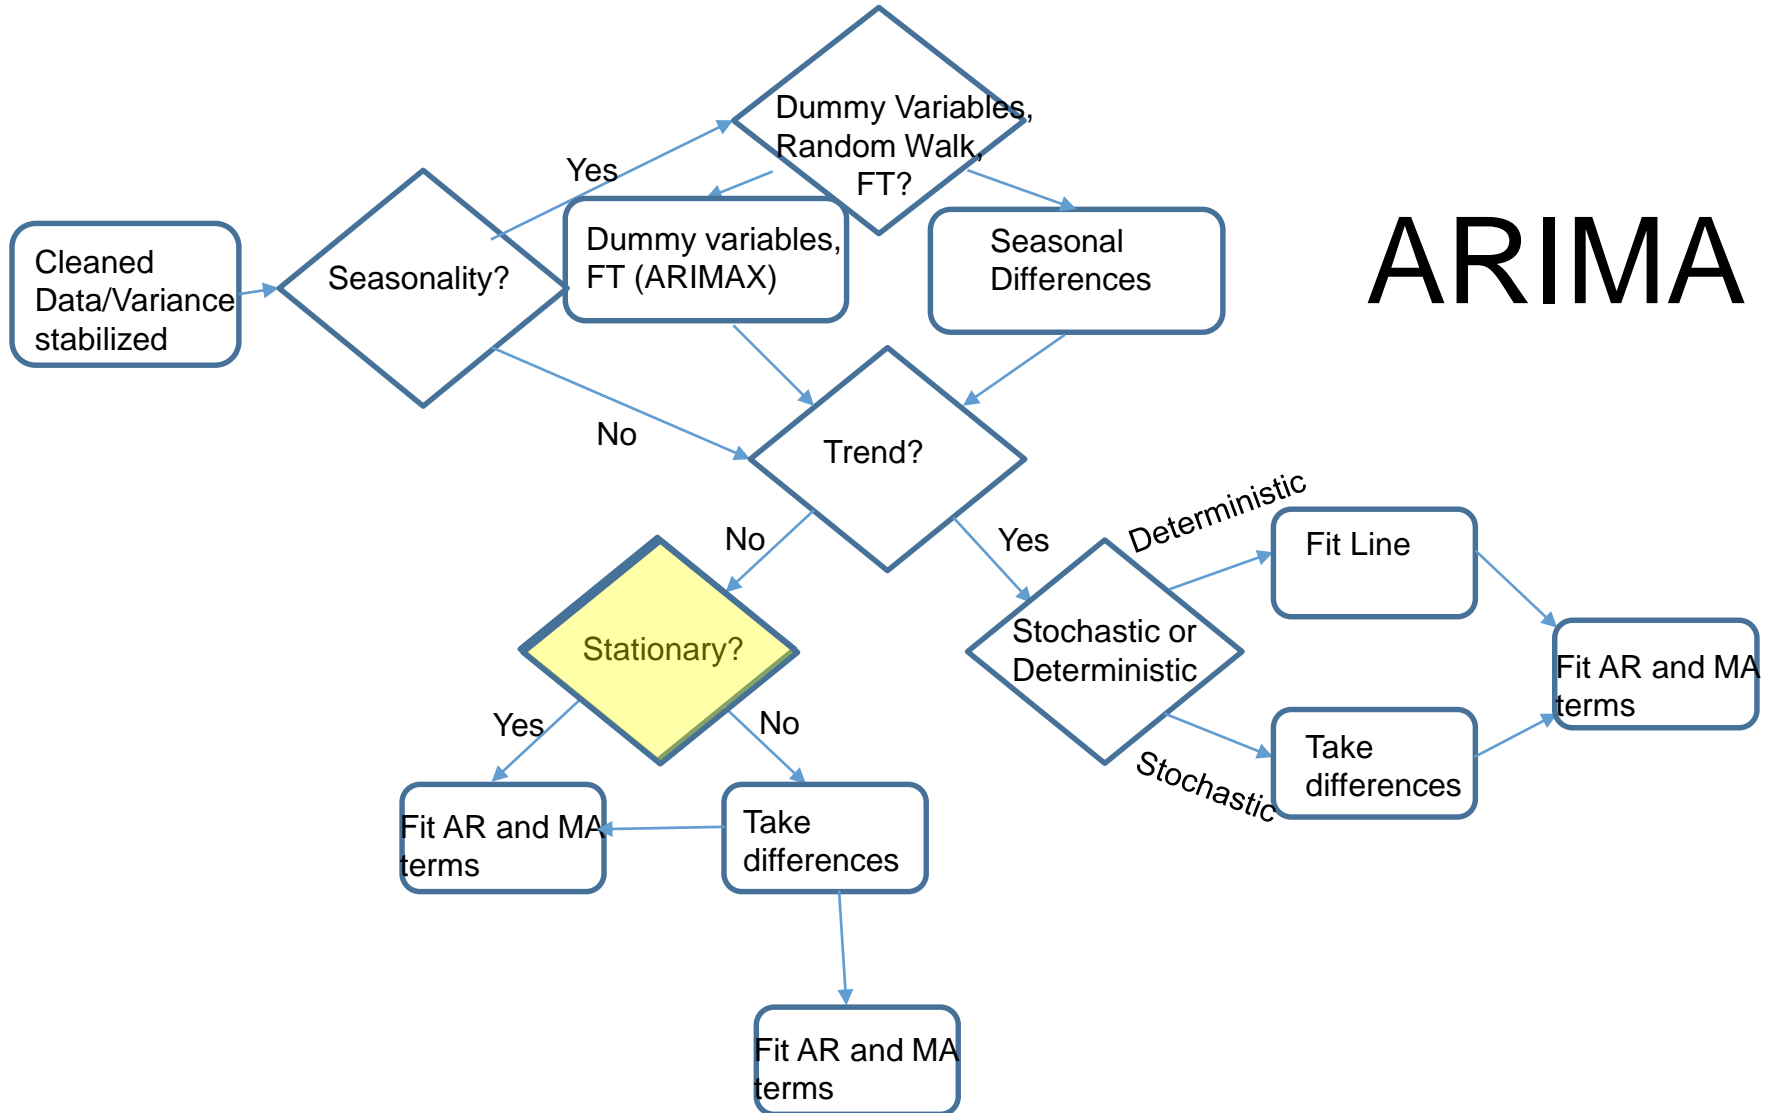 Dummy Variables,
Random Walk,
FT?
Yes
Cleaned
Data/Variance
stabilized
Seasonality?
Dummy variables,
FT (ARIMAX)
Seasonal
Differences
ARIMA
No
Trend?
No
Yes
Deterministic
Fit Line
Stationary?
Stochastic or
Deterministic
Fit AR and MA
terms
Yes
No
Stochastic
Take
differences
Fit AR and MA
terms
Take
differences
Fit AR and MA
terms